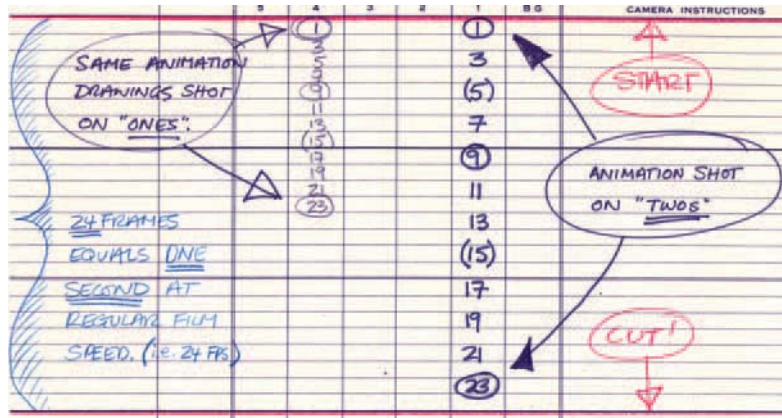 5 4 3 2 1 BG CAMERA INSTRUCTIONS
SAME ANIMATION
DRAWINGS SHOT
ON "ONES".
1
3
5
9
11
13
(15)
17
19
21
23
1
3
(5)
7
9
11
13
(15)
17
19
21
23
START
ANIMATION SHOT
ON "TWOS"
24 FRAMES
EQUALS ONE
SECOND AT
REGULAR FILM
SPEED. (i.e. 24 FPS)
CUT!